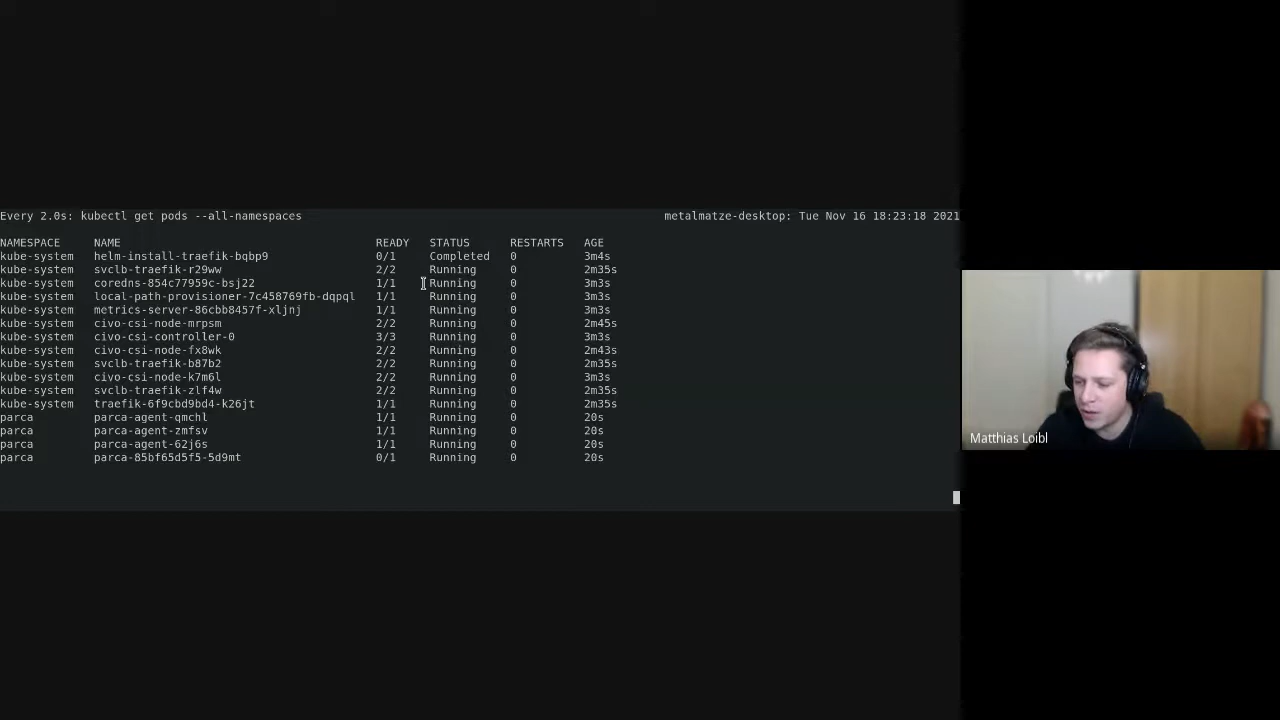 Every 2.0s: kubectl get pods --all-namespaces metalmatze-desktop: Tue Nov 16 18:23:18 2021
NAMESPACE NAME READY STATUS RESTARTS AGE
kube-system helm-install-traefik-bqbp9 0/1 Completed 0 3m4s
kube-system svclb-traefik-r29ww 2/2 Running 0 2m35s
kube-system coredns-854c77959c-bsj22 1/1 Running 0 3m3s
kube-system local-path-provisioner-7c458769fb-dqpql 1/1 Running 0 3m3s
kube-system metrics-server-86cbb8457f-xljnj 1/1 Running 0 3m3s
kube-system civo-csi-node-mrpsm 2/2 Running 0 2m45s
kube-system civo-csi-controller-0 3/3 Running 0 3m3s
kube-system civo-csi-node-fx8wk 2/2 Running 0 2m43s
kube-system svclb-traefik-b87b2 2/2 Running 0 2m35s
kube-system civo-csi-node-k7m6l 2/2 Running 0 3m3s
kube-system svclb-traefik-zlf4w 2/2 Running 0 2m35s
kube-system traefik-6f9cbd9bd4-k26jt 1/1 Running 0 2m35s
parca parca-agent-qmchl 1/1 Running 0 20s
parca parca-agent-zmfsv 1/1 Running 0 20s
parca parca-agent-62j6s 1/1 Running 0 20s
parca parca-85bf65d5f5-5d9mt 0/1 Running 0 20s
Matthias Loibl